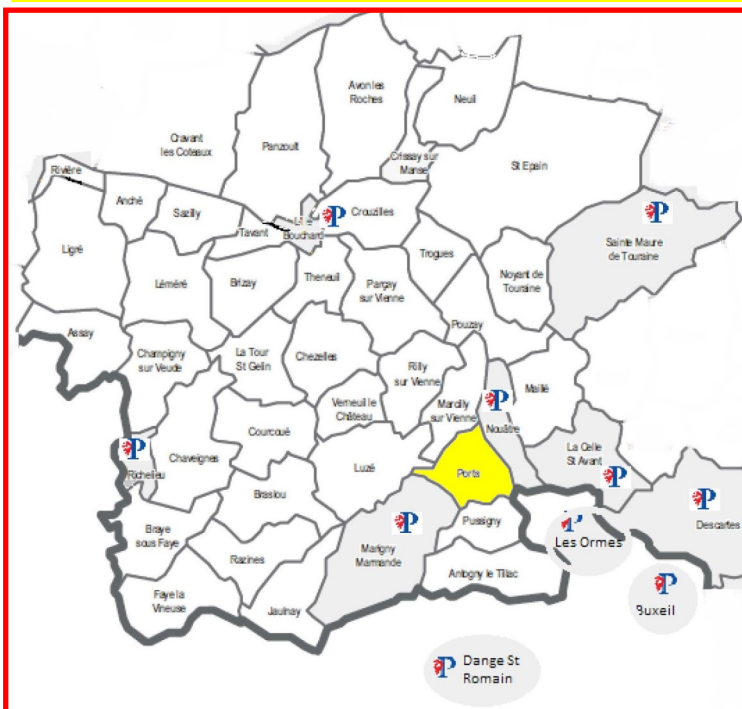 Avon les
Roches
Neuil
Cravant
les Coteaux
Panzoult
Crissay sur
Manse
St Epain
Rivière
Anché
Sazilly
Tavant
Bouchard
Crouzilles
Sainte Maure
de Touraine
Ligré
Trogues
Noyant de
Touraine
Léméré
Brizay
Theneuil
Parçay
sur Vienne
Assay
Pouzay
Champigny
sur Veude
La Tour
St Gelin
Chezelles
Rilly
sur Vienne
Maillé
Verneuil le
Château
Marcilly
sur Vienne
Nouâtre
Courcoué
La Celle
St Avant
Richelieu
Chaveignes
Luzé
Ports
Braslou
Descartes
Braye
sous Faye
Pussigny
Les Ormes
Marigny
Marmande
Razines
Antogny le Tillac
Faye la
Vineuse
Jaulnay
Buxeil
Dange St
Romain